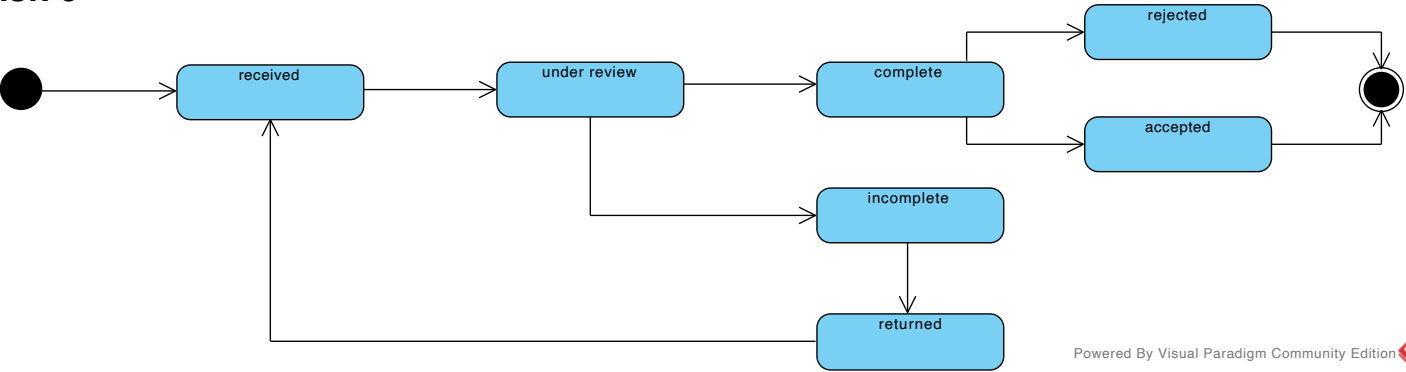 received
under review
complete
rejected
accepted
incomplete
returned
Powered By Visual Paradigm Community Edition